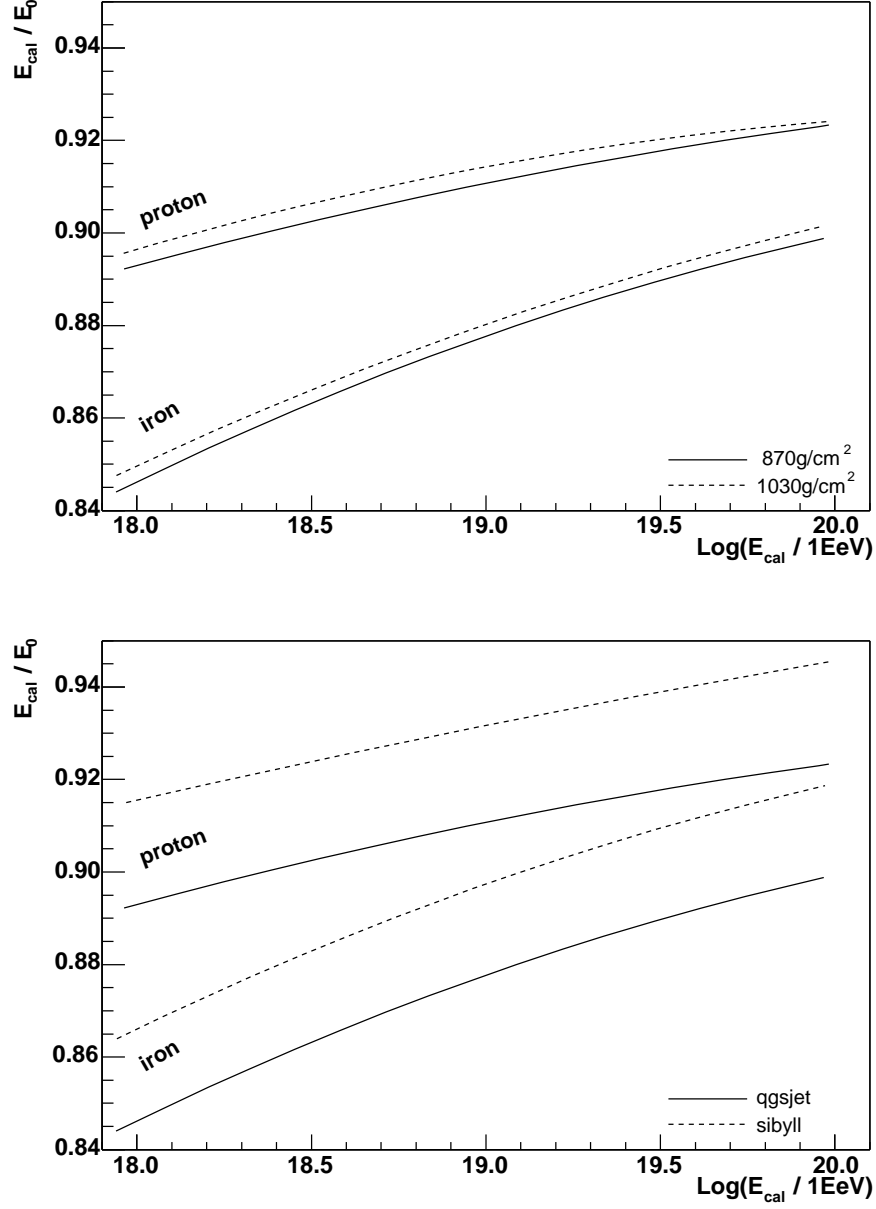 E_cal / E_0
0.94
0.92
0.90
0.88
0.86
0.84
proton
iron
870g/cm^2
1030g/cm^2
18.0 18.5 19.0 19.5 20.0
Log(E_cal / 1EeV)
E_cal / E_0
0.94
0.92
0.90
0.88
0.86
0.84
proton
iron
qgsjet
sibyll
18.0 18.5 19.0 19.5 20.0
Log(E_cal / 1EeV)